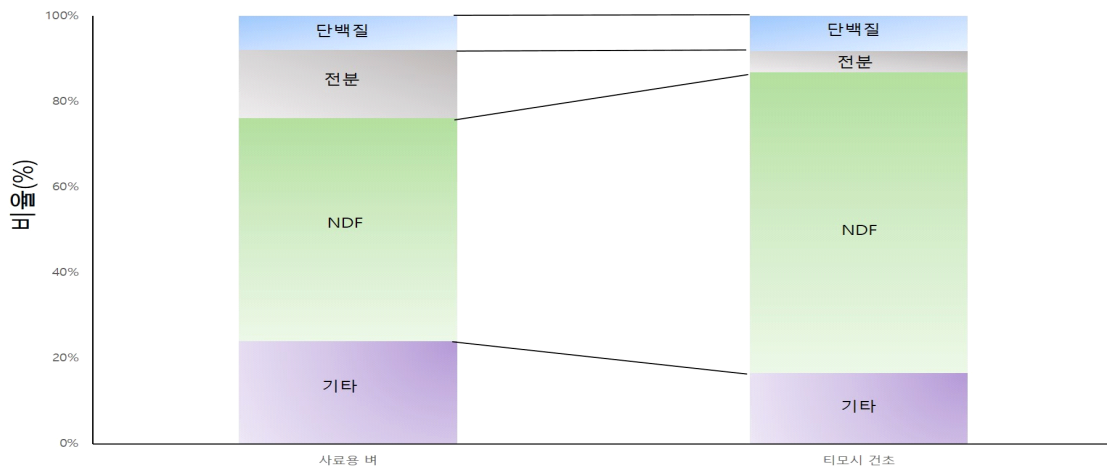 100%
80%
60%
40%
20%
0%
비율(%)
단백질
전분
NDF
기타
단백질
전분
NDF
기타
사료용 벼
티모시 건초